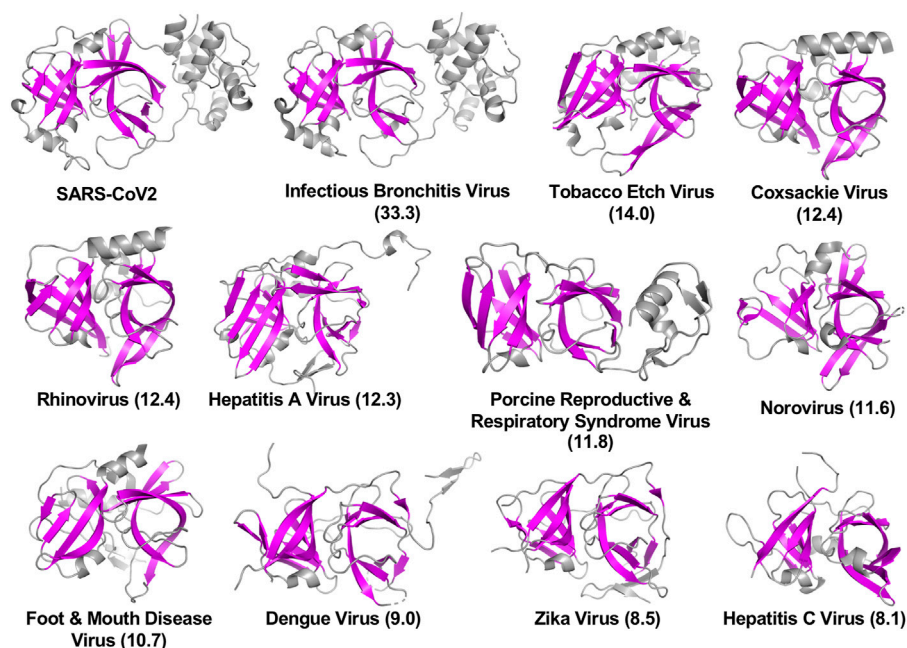 SARS-CoV2
Infectious Bronchitis Virus
(33.3)
Tobacco Etch Virus
(14.0)
Coxsackie Virus
(12.4)
Rhinovirus (12.4)
Hepatitis A Virus (12.3)
Porcine Reproductive &
Respiratory Syndrome Virus
(11.8)
Norovirus (11.6)
Foot & Mouth Disease
Virus (10.7)
Dengue Virus (9.0)
Zika Virus (8.5)
Hepatitis C Virus (8.1)